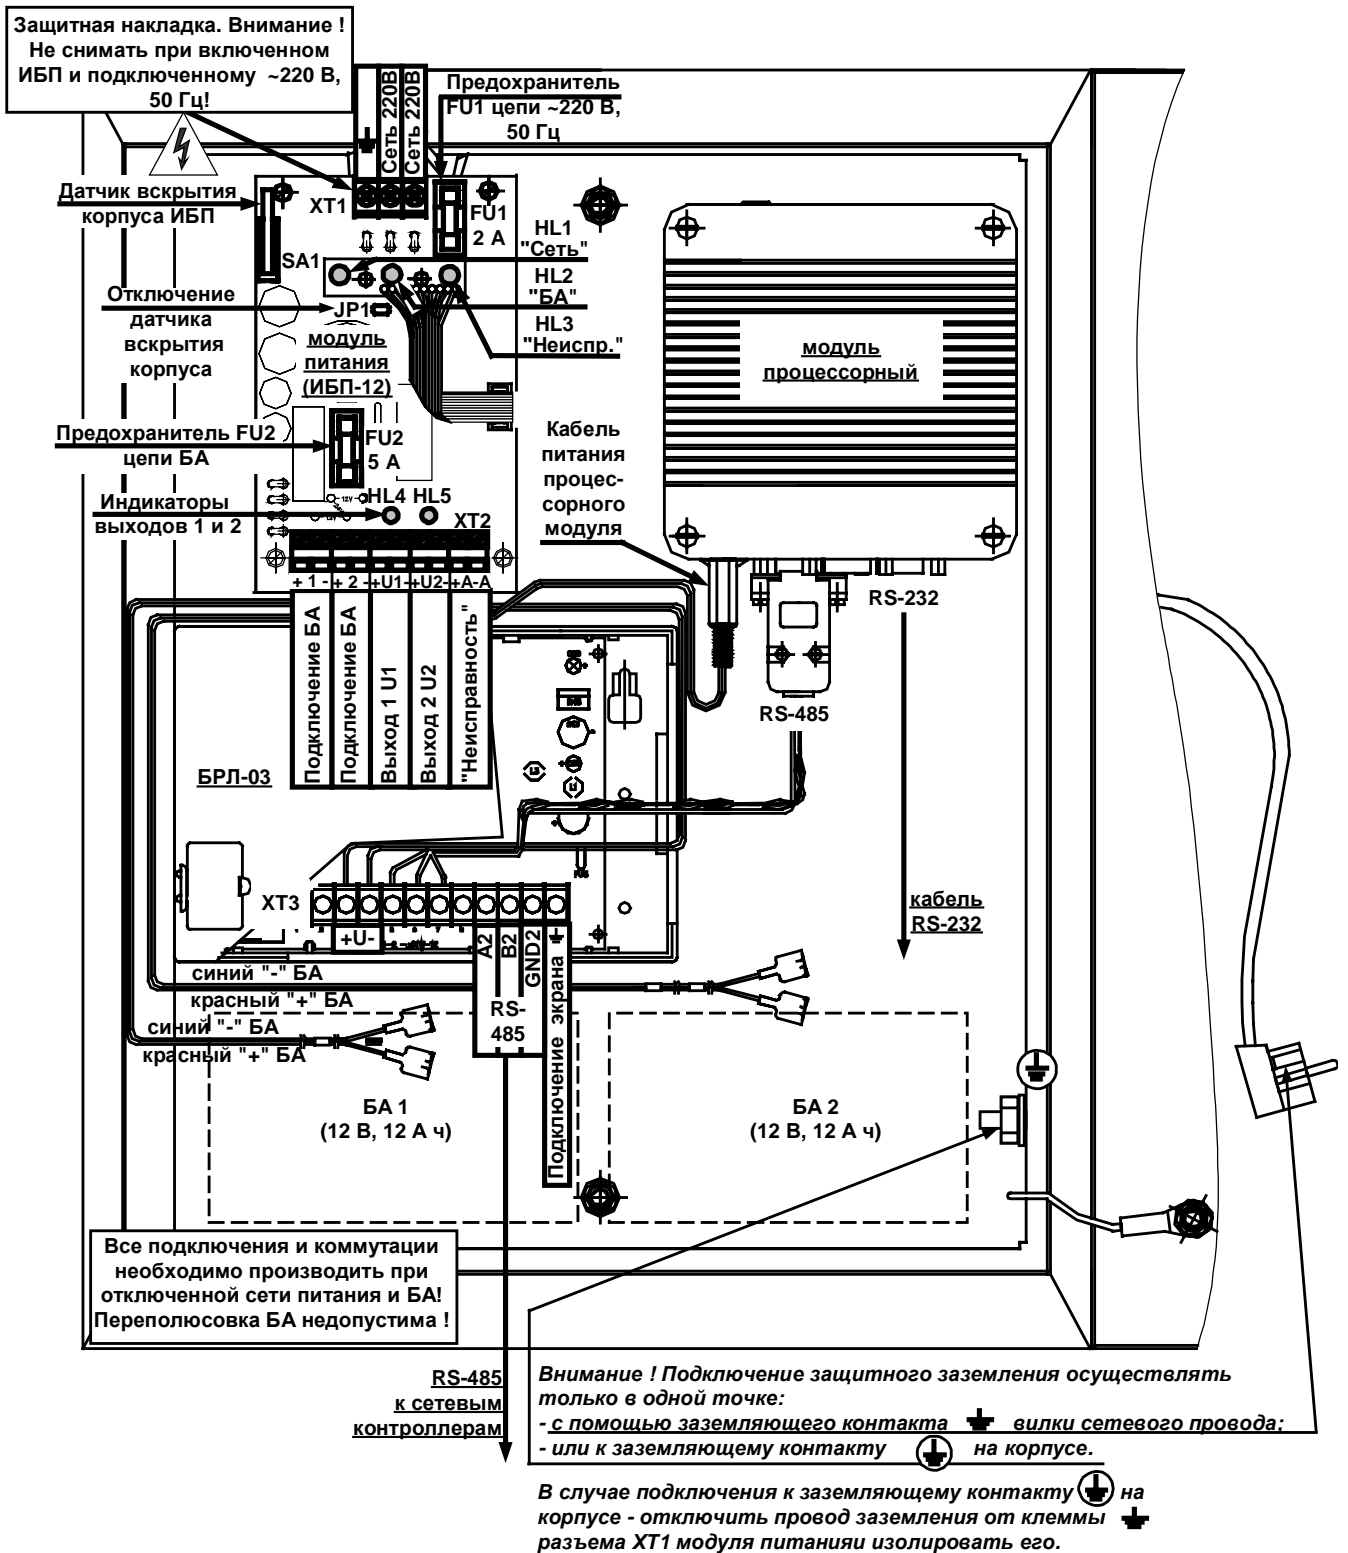 Защитная накладка. Внимание !
Не снимать при включенном
ИБП и подключенному ~220 В,
50 Гц!
Сеть 220В
Сеть 220В
Предохранитель
FU1 цепи ~220 В,
50 Гц
Датчик вскрытия
корпуса ИБП
XT1
FU1
2 А
SA1
HL1
"Сеть"
HL2
"БА"
HL3
"Неиспр."
Отключение
датчика
вскрытия
корпуса
JP1
модуль
питания
(ИБП-12)
модуль
процессорный
Предохранитель FU2
цепи БА
FU2
5 А
Кабель
питания
процес-
сорного
модуля
Индикаторы
выходов 1 и 2
12V
12V
HL4 HL5
XT2
+ 1 - + 2 -+U1-+U2-+A-A
Подключение БА
Подключение БА
Выход 1 U1
Выход 2 U2
"Неисправность"
RS-232
RS-485
БРЛ-03
XT3
+U-
A2
B2
GND2
RS-
485
Подключение экрана
кабель
RS-232
синий "-" БА
красный "+" БА
синий "-" БА
красный "+" БА
БА 1
(12 В, 12 А ч)
БА 2
(12 В, 12 А ч)
Все подключения и коммутации
необходимо производить при
отключенной сети питания и БА!
Переполюсовка БА недопустима !
RS-485
к сетевым
контроллерам
Внимание ! Подключение защитного заземления осуществлять
только в одной точке:
- с помощью заземляющего контакта вилки сетевого провода;
- или к заземляющему контакту на корпусе.
В случае подключения к заземляющему контакту на
корпусе - отключить провод заземления от клеммы
разъема XT1 модуля питанияи изолировать его.